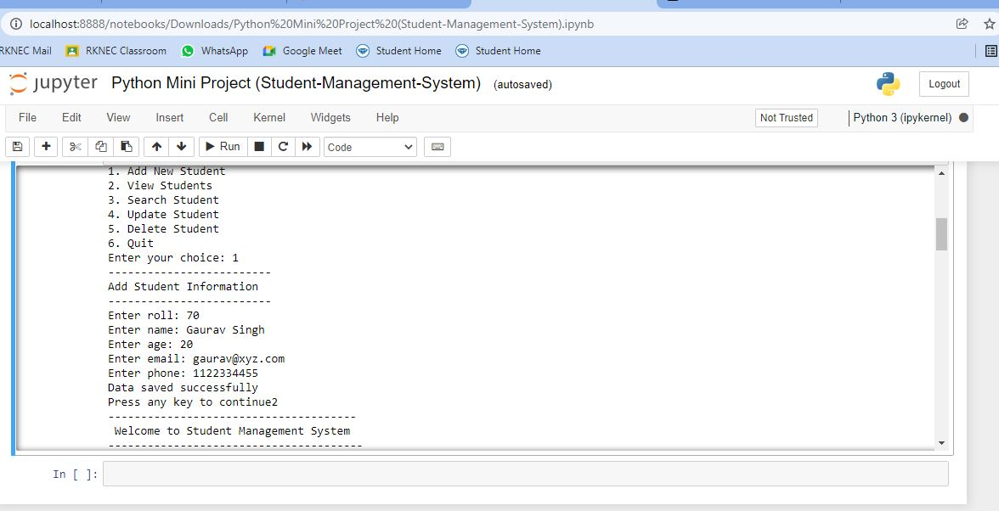 localhost:8888/notebooks/Downloads/Python%20Mini%20Project%20(Student-Management-System).ipynb
RKNEC Mail RKNEC Classroom WhatsApp Google Meet Student Home Student Home
jupyter Python Mini Project (Student-Management-System) (autosaved) Logout
File Edit View Insert Cell Kernel Widgets Help Not Trusted Python 3 (ipykernel)
Run Code
1. Add New Student
2. View Students
3. Search Student
4. Update Student
5. Delete Student
6. Quit
Enter your choice: 1
-------------------------
Add Student Information
-------------------------
Enter roll: 70
Enter name: Gaurav Singh
Enter age: 20
Enter email: gaurav@xyz.com
Enter phone: 1122334455
Data saved successfully
Press any key to continue2
--------------------------------------
Welcome to Student Management System
---------------------------------------
In [ ]: